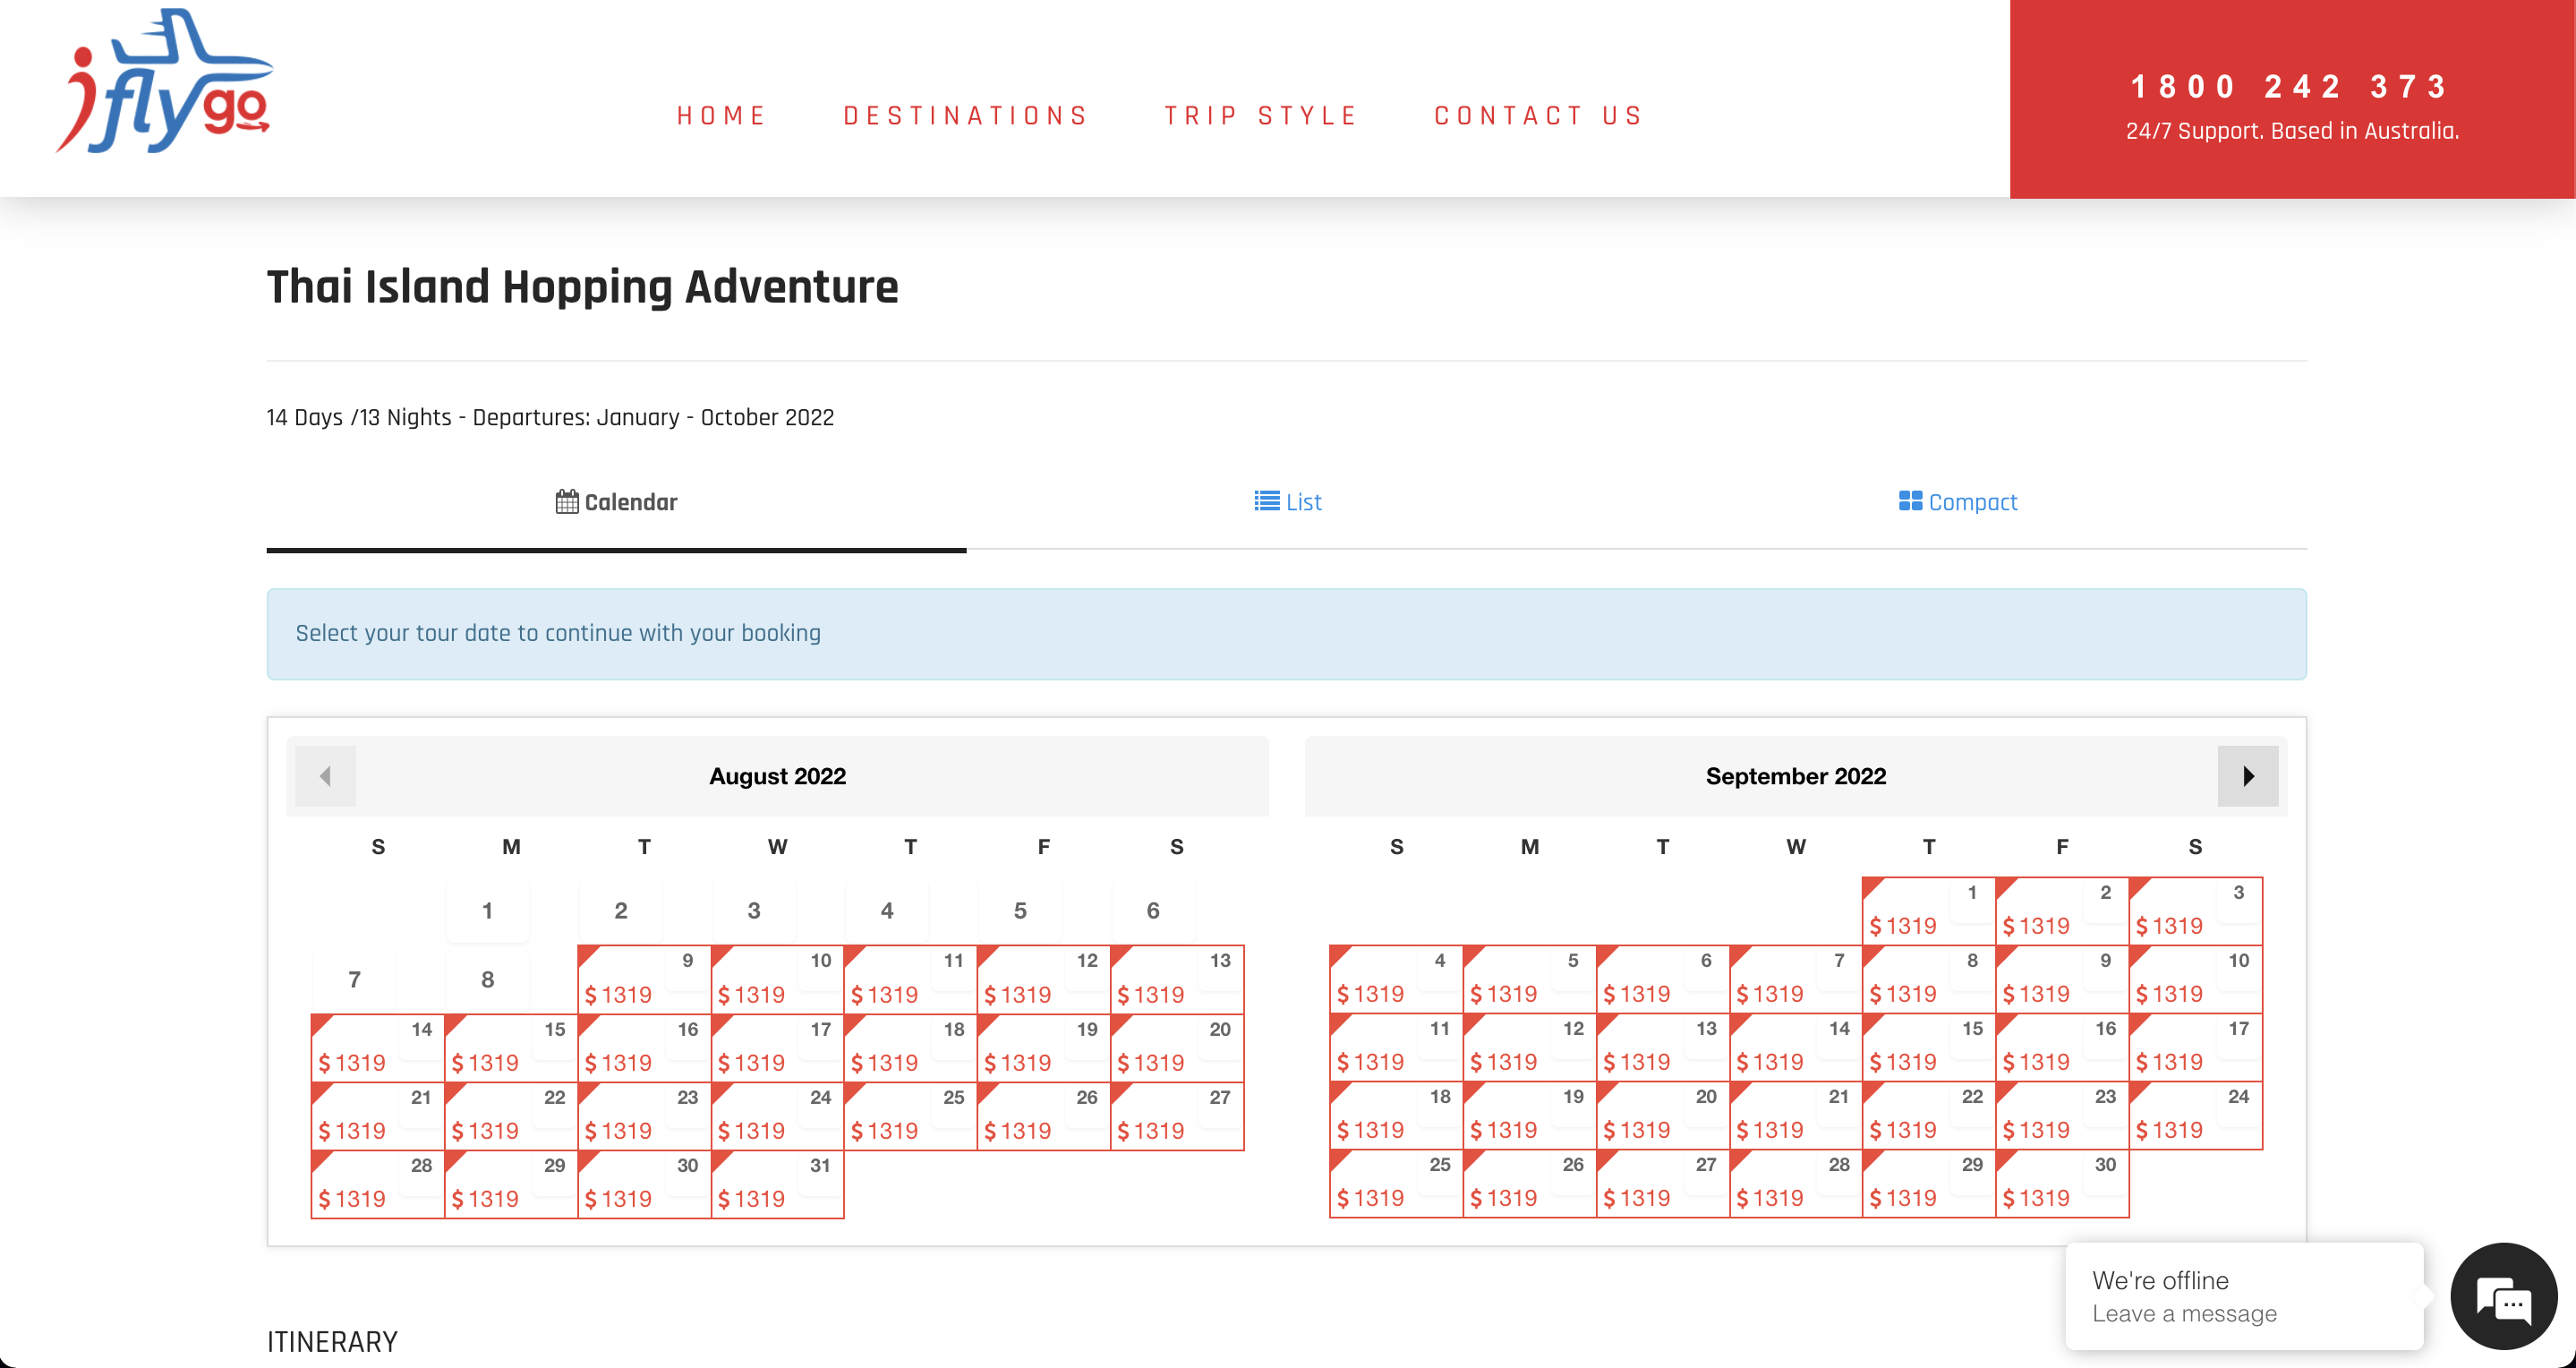 iflygo
HOME DESTINATIONS TRIP STYLE CONTACT US
1800 242 373
24/7 Support. Based in Australia.
Thai Island Hopping Adventure
14 Days /13 Nights - Departures: January - October 2022
Calendar List Compact
Select your tour date to continue with your booking
August 2022
S M T W T F S
1 2 3 4 5 6
7 8 9 10 11 12 13
$1319 $1319 $1319 $1319 $1319
14 15 16 17 18 19 20
$1319 $1319 $1319 $1319 $1319 $1319 $1319
21 22 23 24 25 26 27
$1319 $1319 $1319 $1319 $1319 $1319 $1319
28 29 30 31
$1319 $1319 $1319 $1319
September 2022
S M T W T F S
1 2 3
$1319 $1319 $1319
4 5 6 7 8 9 10
$1319 $1319 $1319 $1319 $1319 $1319 $1319
11 12 13 14 15 16 17
$1319 $1319 $1319 $1319 $1319 $1319 $1319
18 19 20 21 22 23 24
$1319 $1319 $1319 $1319 $1319 $1319 $1319
25 26 27 28 29 30
$1319 $1319 $1319 $1319 $1319 $1319
We're offline
Leave a message
ITINERARY